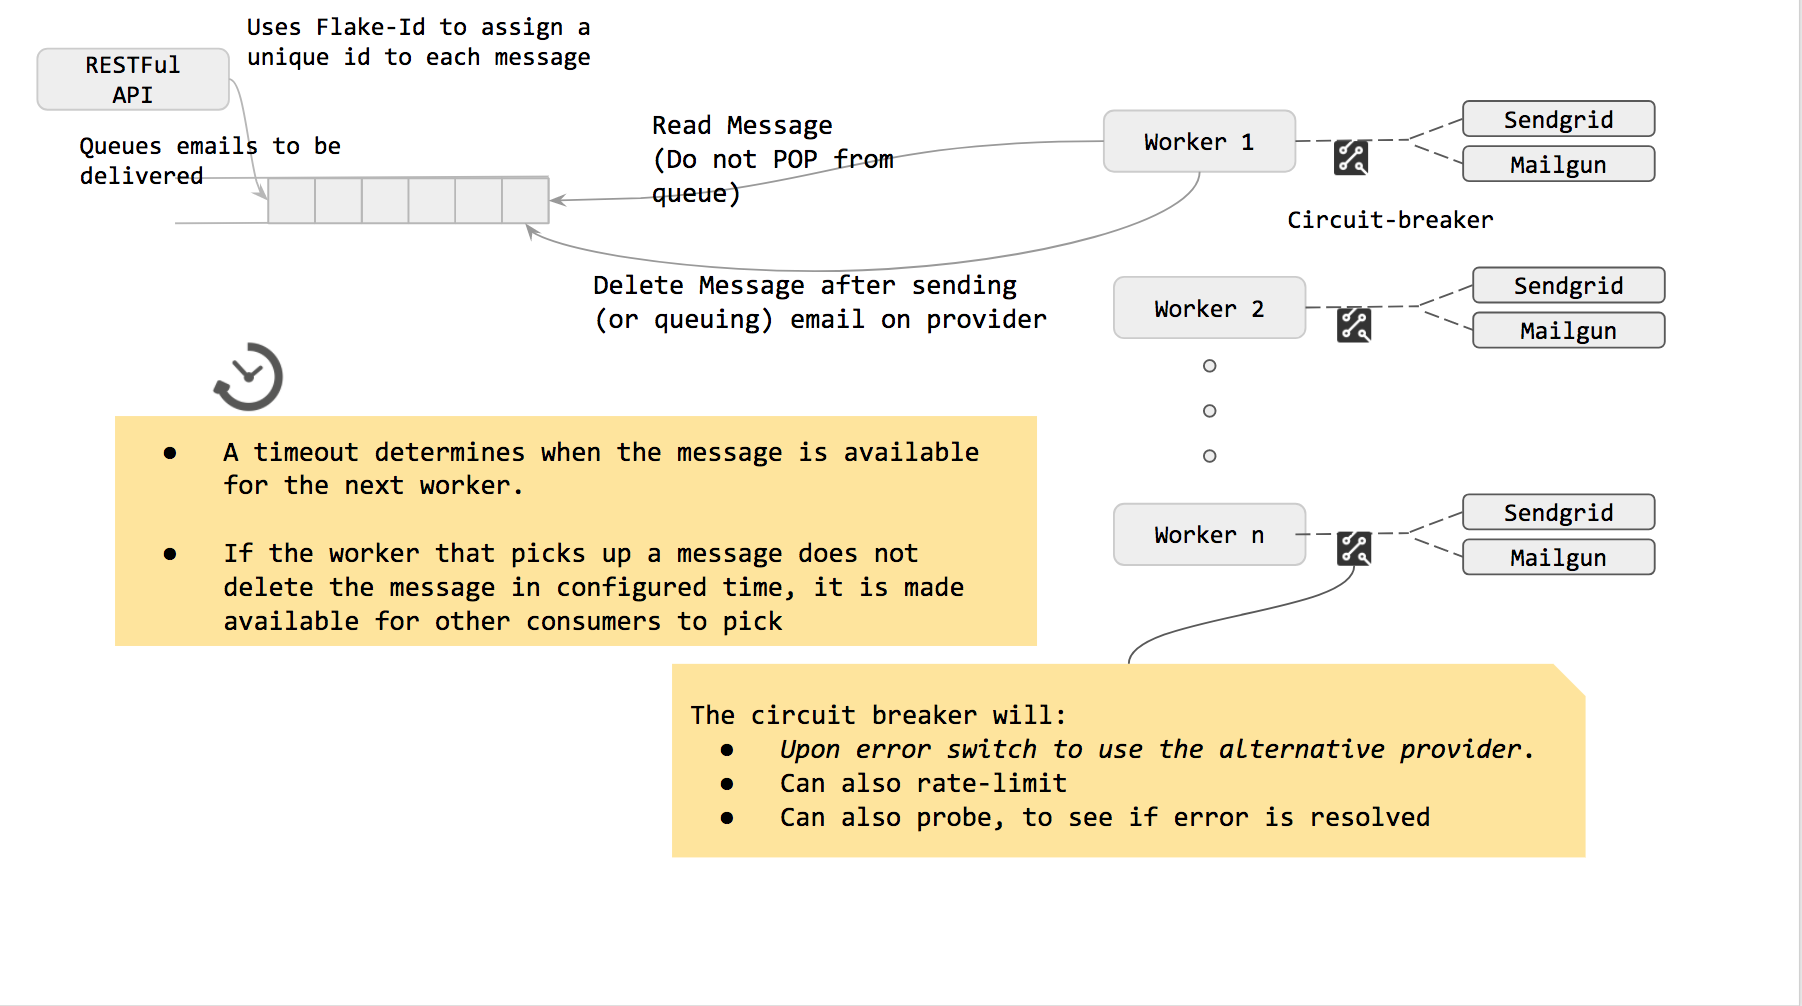 Uses Flake-Id to assign a
unique id to each message
RESTFul
API
Queues emails to be
delivered
Read Message
(Do not POP from
queue)
Worker 1
Sendgrid
Mailgun
Circuit-breaker
Delete Message after sending
(or queuing) email on provider
Worker 2
Sendgrid
Mailgun
● A timeout determines when the message is available
for the next worker.
● If the worker that picks up a message does not
delete the message in configured time, it is made
available for other consumers to pick
Worker n
Sendgrid
Mailgun
The circuit breaker will:
● Upon error switch to use the alternative provider.
● Can also rate-limit
● Can also probe, to see if error is resolved